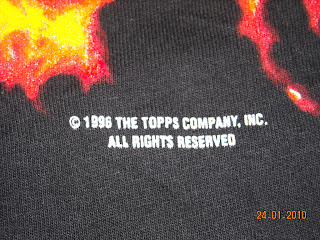 © 1996 THE TOPPS COMPANY, INC.
ALL RIGHTS RESERVED
24.01.2010